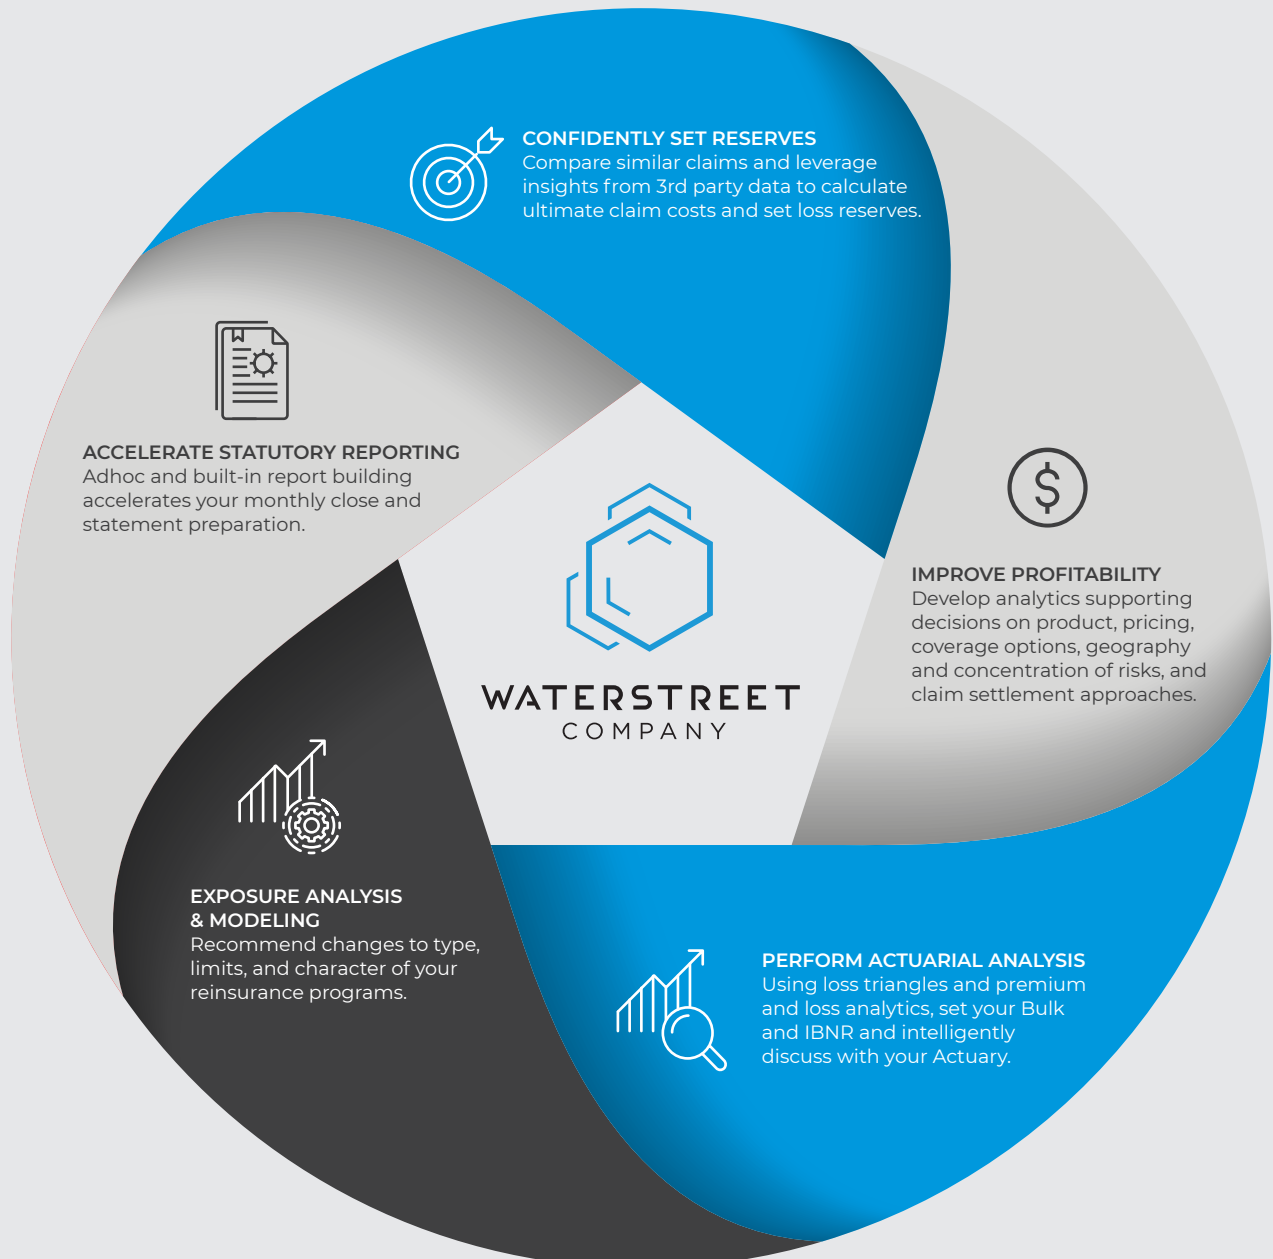 CONFIDENTLY SET RESERVES
Compare similar claims and leverage
insights from 3rd party data to calculate
ultimate claim costs and set loss reserves.
ACCELERATE STATUTORY REPORTING
Adhoc and built-in report building
accelerates your monthly close and
statement preparation.
IMPROVE PROFITABILITY
Develop analytics supporting
decisions on product, pricing,
coverage options, geography
and concentration of risks, and
claim settlement approaches.
WATERSTREET
COMPANY
EXPOSURE ANALYSIS
& MODELING
Recommend changes to type,
limits, and character of your
reinsurance programs.
PERFORM ACTUARIAL ANALYSIS
Using loss triangles and premium
and loss analytics, set your Bulk
and IBNR and intelligently
discuss with your Actuary.